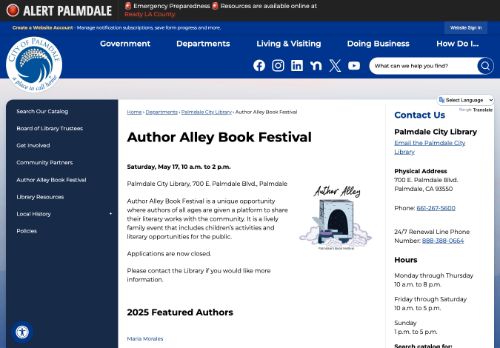 ALERT PALMDALE
🚨 Emergency Preparedness 🚨 Resources are available online at
Ready LA County.
Create a Website Account - Manage notification subscriptions, save form progress and more.
Website Sign In
CITY OF PALMDALE
a place to call home
Government
Departments
Living & Visiting
Doing Business
How Do I...
What can we help you find?
Select Language
Google Translate
Search Our Catalog
Board of Library Trustees
Get Involved
Community Partners
Author Alley Book Festival
Library Resources
Local History
Policies
Home › Departments › Palmdale City Library › Author Alley Book Festival
Author Alley Book Festival
Saturday, May 17, 10 a.m. to 2 p.m.
Palmdale City Library, 700 E. Palmdale Blvd., Palmdale
Author Alley Book Festival is a unique opportunity
where authors of all ages are given a platform to share
their literary works with the community. It is a lively
family event that includes children's activities and
literary opportunities for the public.
Applications are now closed.
Please contact the Library if you would like more
information.
Author Alley
Palmdale's Book Festival
2025 Featured Authors
Maria Morales
Contact Us
Palmdale City Library
Email the Palmdale City
Library
Physical Address
700 E. Palmdale Blvd.
Palmdale, CA 93550
Phone: 661-267-5600
24/7 Renewal Line Phone
Number: 888-388-0664
Hours
Monday through Thursday
10 a.m. to 8 p.m.
Friday through Saturday
10 a.m. to 5 p.m.
Sunday
1 p.m. to 5 p.m.
Search catalog for: